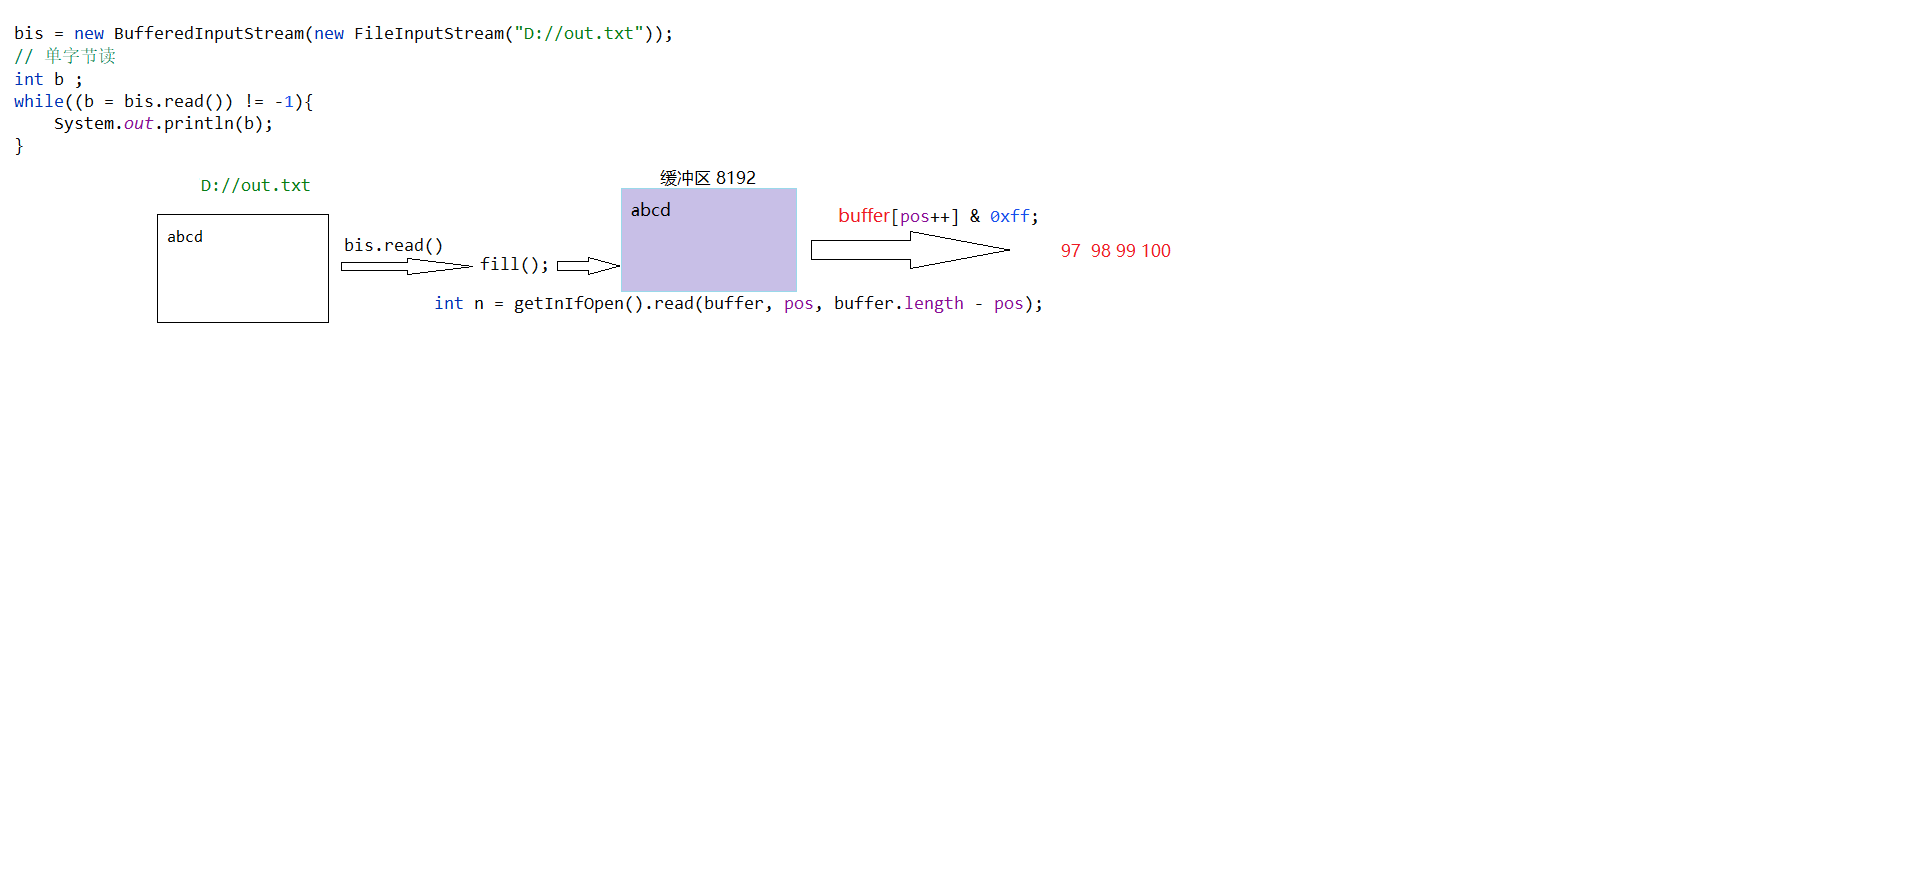 bis = new BufferedInputStream(new FileInputStream("D://out.txt"));
// 单字节读
int b ;
while((b = bis.read()) != -1){
    System.out.println(b);
}
D://out.txt
缓冲区 8192
abcd
abcd
buffer[pos++] & 0xff;
bis.read()
fill();
97  98 99 100
int n = getInIfOpen().read(buffer, pos, buffer.length - pos);